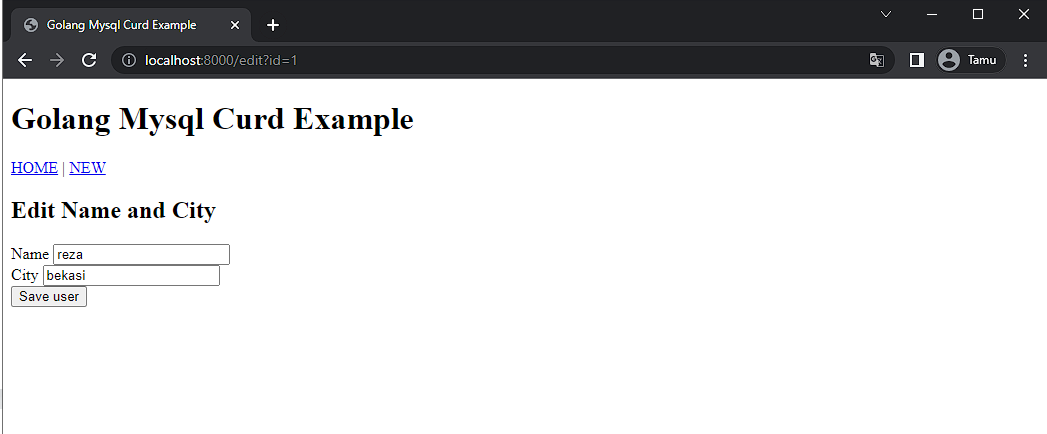 Golang Mysql Curd Example
localhost:8000/edit?id=1
Tamu
Golang Mysql Curd Example
HOME | NEW
Edit Name and City
Name reza
City bekasi
Save user